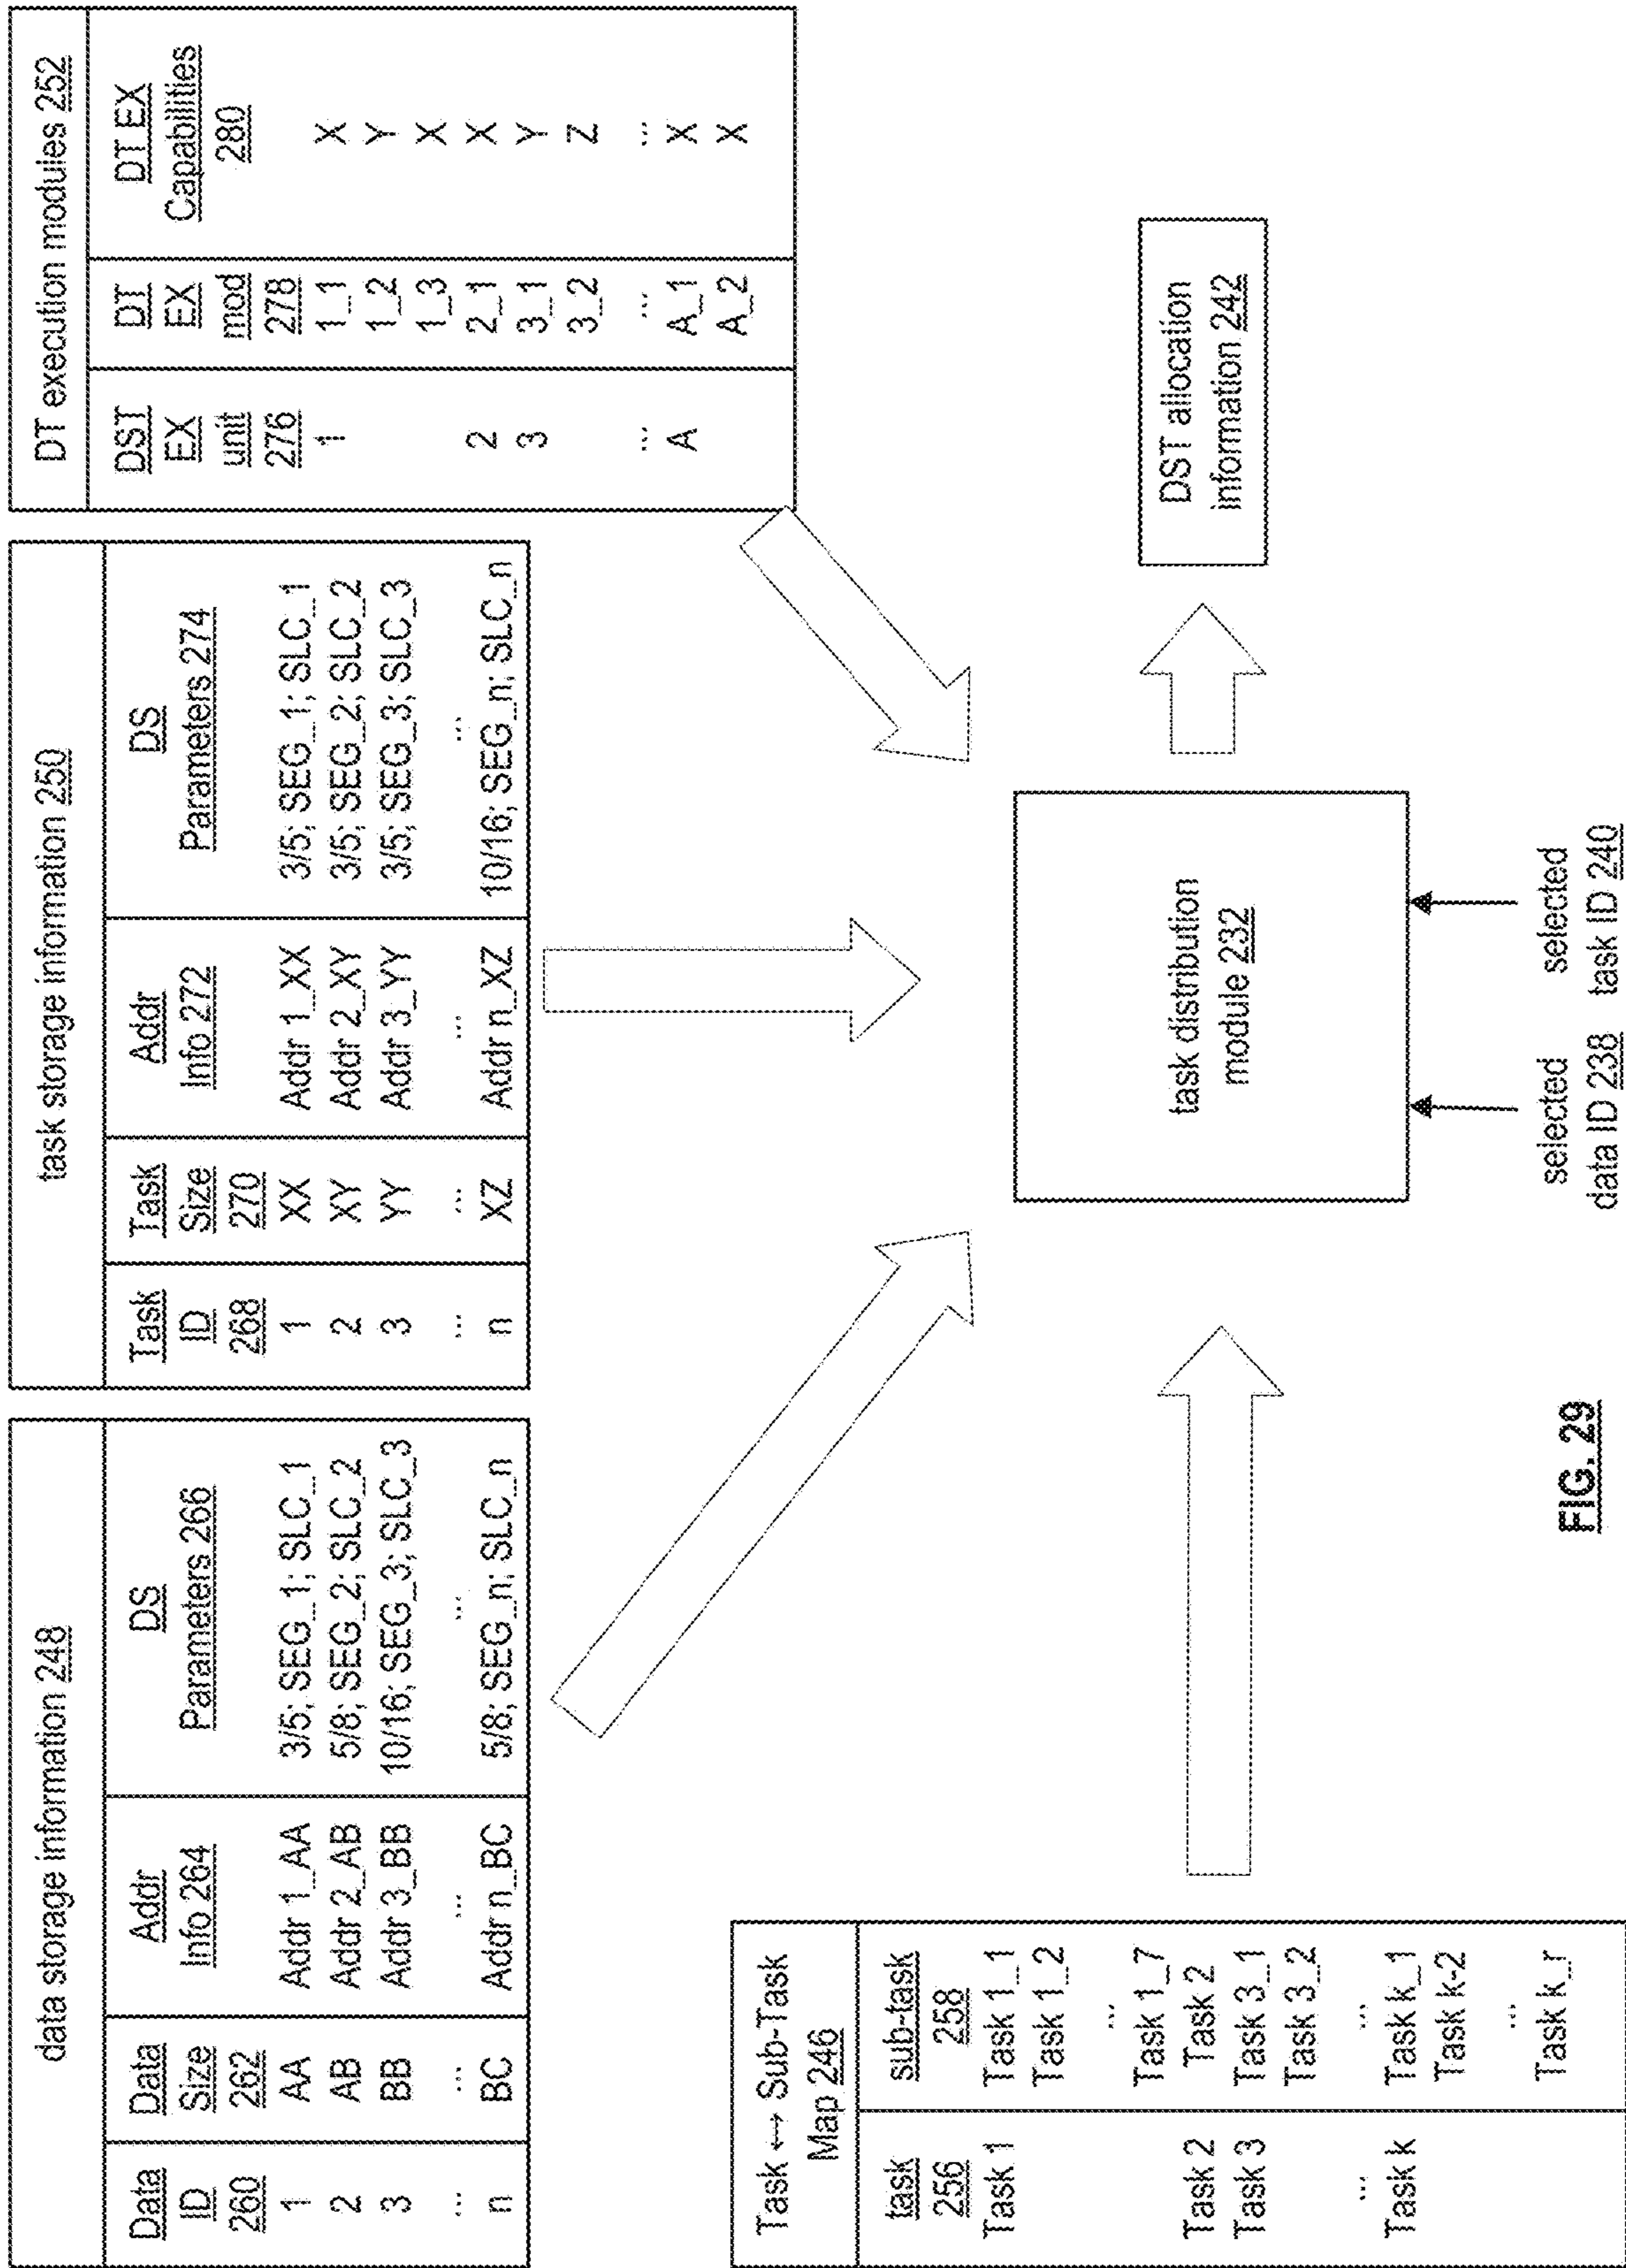 data storage information 248
Data ID 260 Data Size 262 Addr Info 264 DS Parameters 266
1 AA Addr 1_AA 3/5; SEG_1; SLC_1
2 AB Addr 2_AB 5/8; SEG_2; SLC_2
3 BB Addr 3_BB 10/16; SEG_3; SLC_3
... ... ... ...
n BC Addr n_BC 5/8; SEG_n; SLC_n
task storage information 250
Task ID 268 Task Size 270 Addr Info 272 DS Parameters 274
1 XX Addr 1_XX 3/5; SEG_1; SLC_1
2 XY Addr 2_XY 3/5; SEG_2; SLC_2
3 YY Addr 3_YY 3/5; SEG_3; SLC_3
... ... ... ...
n XZ Addr n_XZ 10/16; SEG_n; SLC_n
DT execution modules 252
DST EX unit 276 DT EX mod 278 DT EX Capabilities 280
1 1_1 X
1_2 Y
1_3 X
2 2_1 X
3 3_1 Y
3_2 Z
... ... ...
A A_1 X
A_2 X
Task ↔ Sub-Task
Map 246
task 256 sub-task 258
Task 1 Task 1_1
Task 1_2
...
Task 1_7
Task 2 Task 2
Task 3 Task 3_1
Task 3_2
... ...
Task k Task k_1
Task k-2
...
Task k_r
task distribution
module 232
DST allocation
information 242
selected
data ID 238
selected
task ID 240
FIG. 29